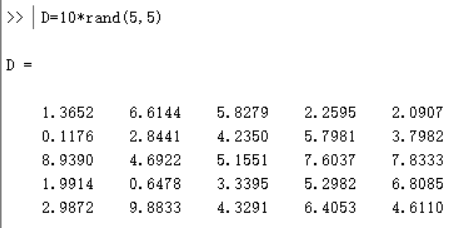 >> D=10*rand(5,5)
D =
1.3652 6.6144 5.8279 2.2595 2.0907
0.1176 2.8441 4.2350 5.7981 3.7982
8.9390 4.6922 5.1551 7.6037 7.8333
1.9914 0.6478 3.3395 5.2982 6.8085
2.9872 9.8833 4.3291 6.4053 4.6110